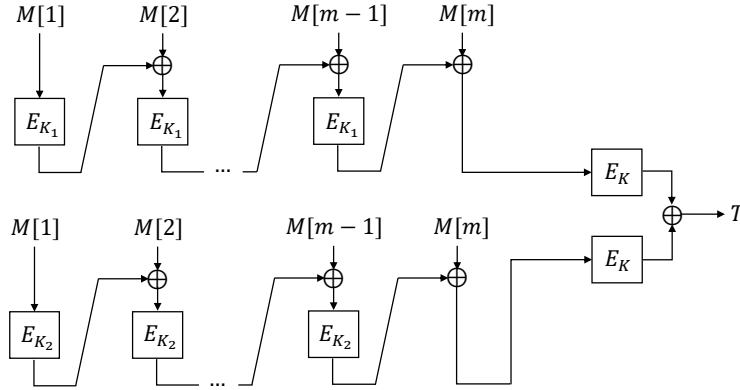 M[1] M[2] M[m − 1] M[m]
E_{K_1} E_{K_1} E_{K_1}
...
E_K
T
M[1] M[2] M[m − 1] M[m]
E_K
E_{K_2} E_{K_2} E_{K_2}
...